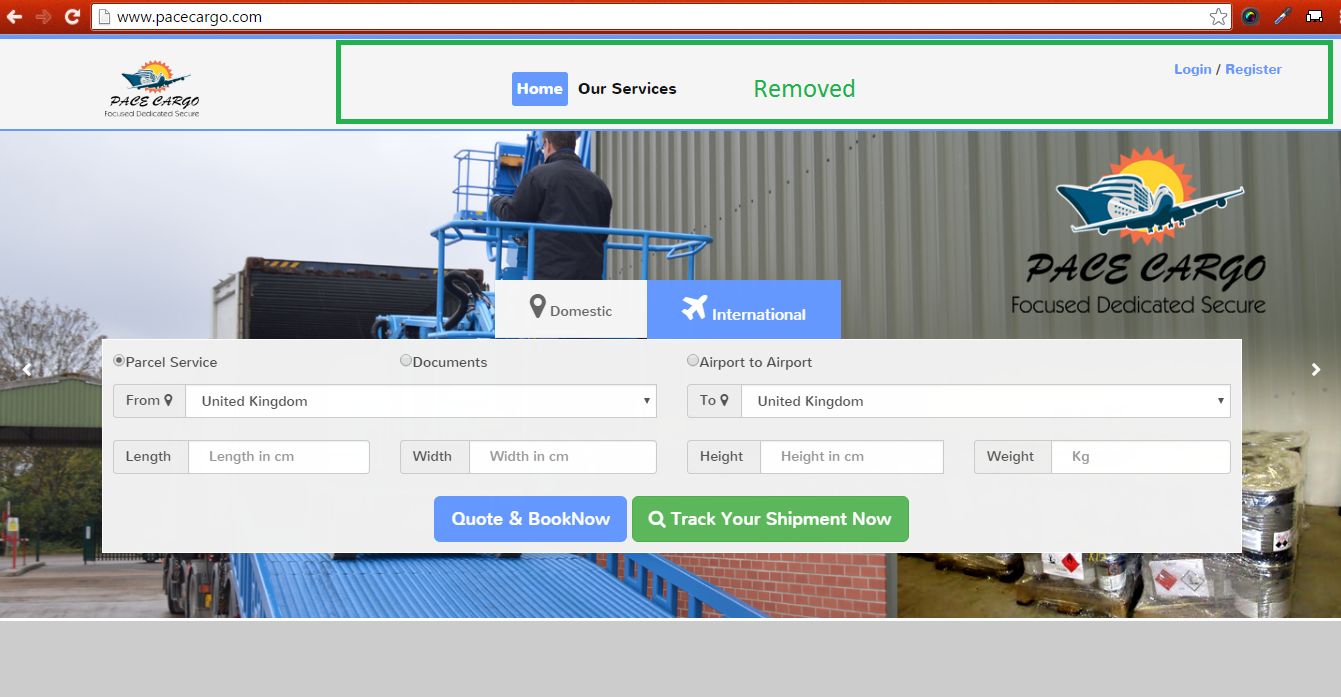 www.pacecargo.com
PACE CARGO
Focused Dedicated Secure
Home Our Services Removed Login / Register
PACE CARGO
Focused Dedicated Secure
Domestic International
Parcel Service Documents Airport to Airport
From United Kingdom To United Kingdom
Length Length in cm Width Width in cm Height Height in cm Weight Kg
Quote & BookNow Track Your Shipment Now